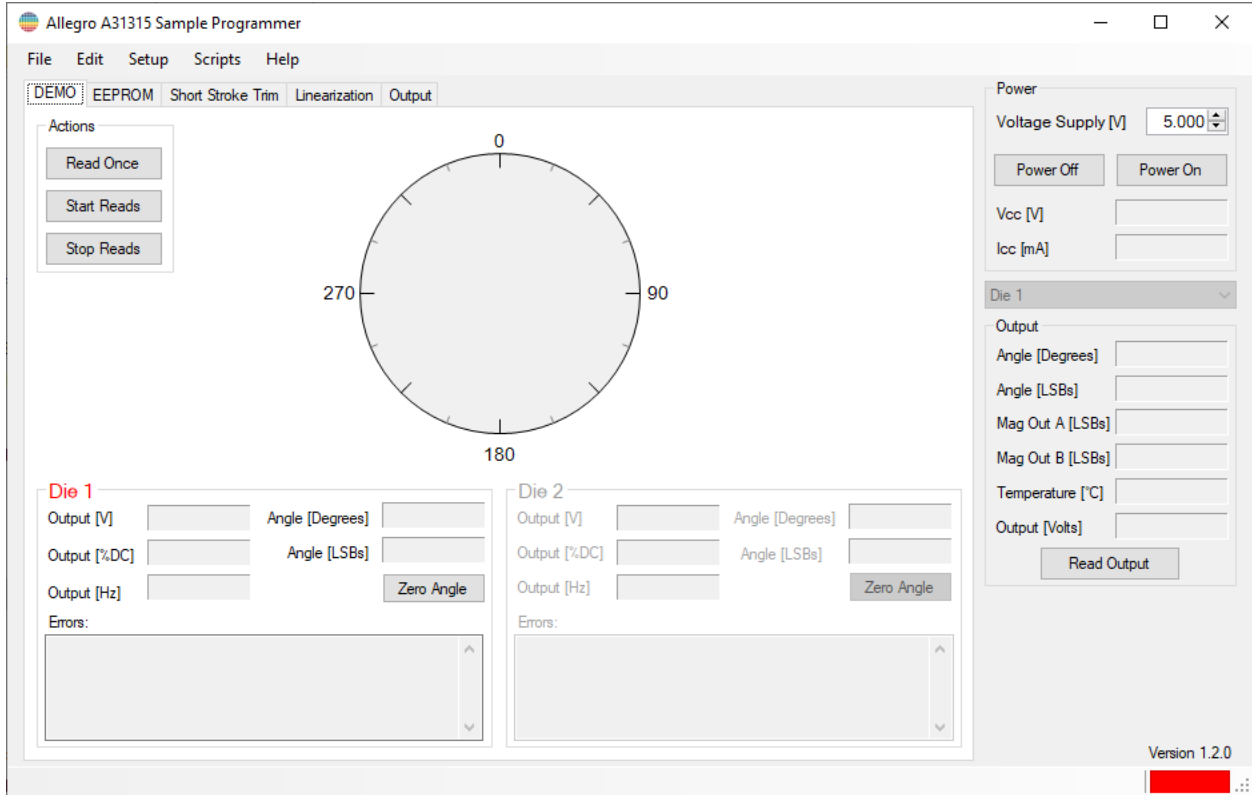 Allegro A31315 Sample Programmer
File Edit Setup Scripts Help
DEMO EEPROM Short Stroke Trim Linearization Output
Actions
Read Once
Start Reads
Stop Reads
0
90
180
270
Die 1
Output [V]
Angle [Degrees]
Output [%DC]
Angle [LSBs]
Output [Hz]
Zero Angle
Errors:
Die 2
Output [V]
Angle [Degrees]
Output [%DC]
Angle [LSBs]
Output [Hz]
Zero Angle
Errors:
Power
Voltage Supply [V] 5.000
Power Off Power On
Vcc [V]
Icc [mA]
Die 1
Output
Angle [Degrees]
Angle [LSBs]
Mag Out A [LSBs]
Mag Out B [LSBs]
Temperature [°C]
Output [Volts]
Read Output
Version 1.2.0